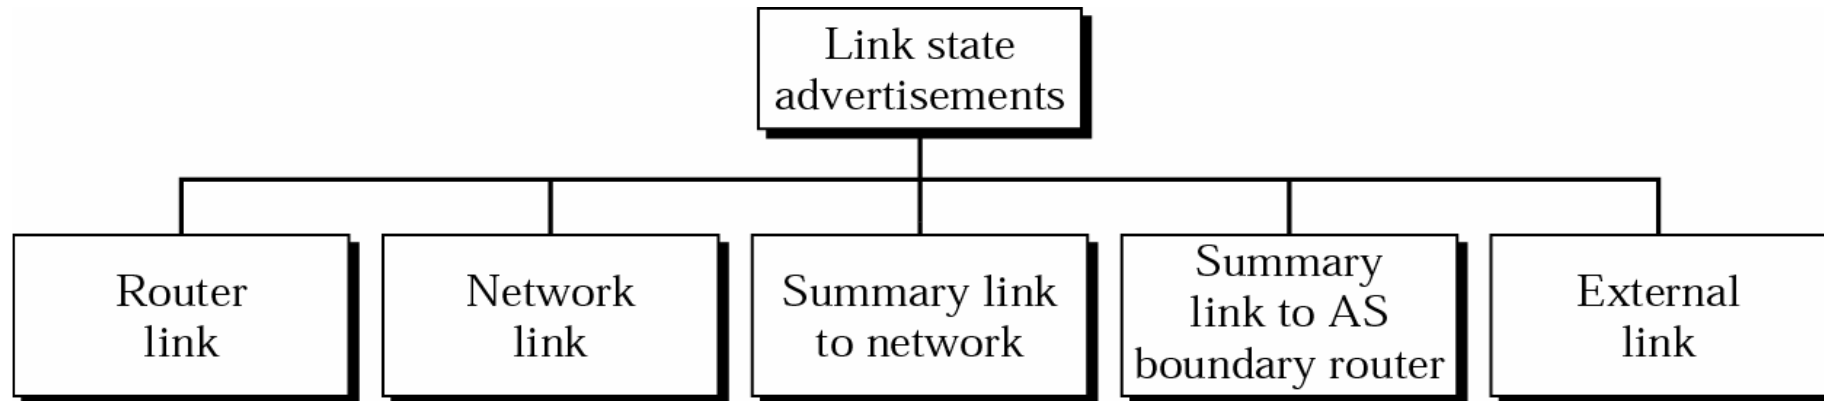 Link state
advertisements
Router
link
Network
link
Summary link
to network
Summary
link to AS
boundary router
External
link